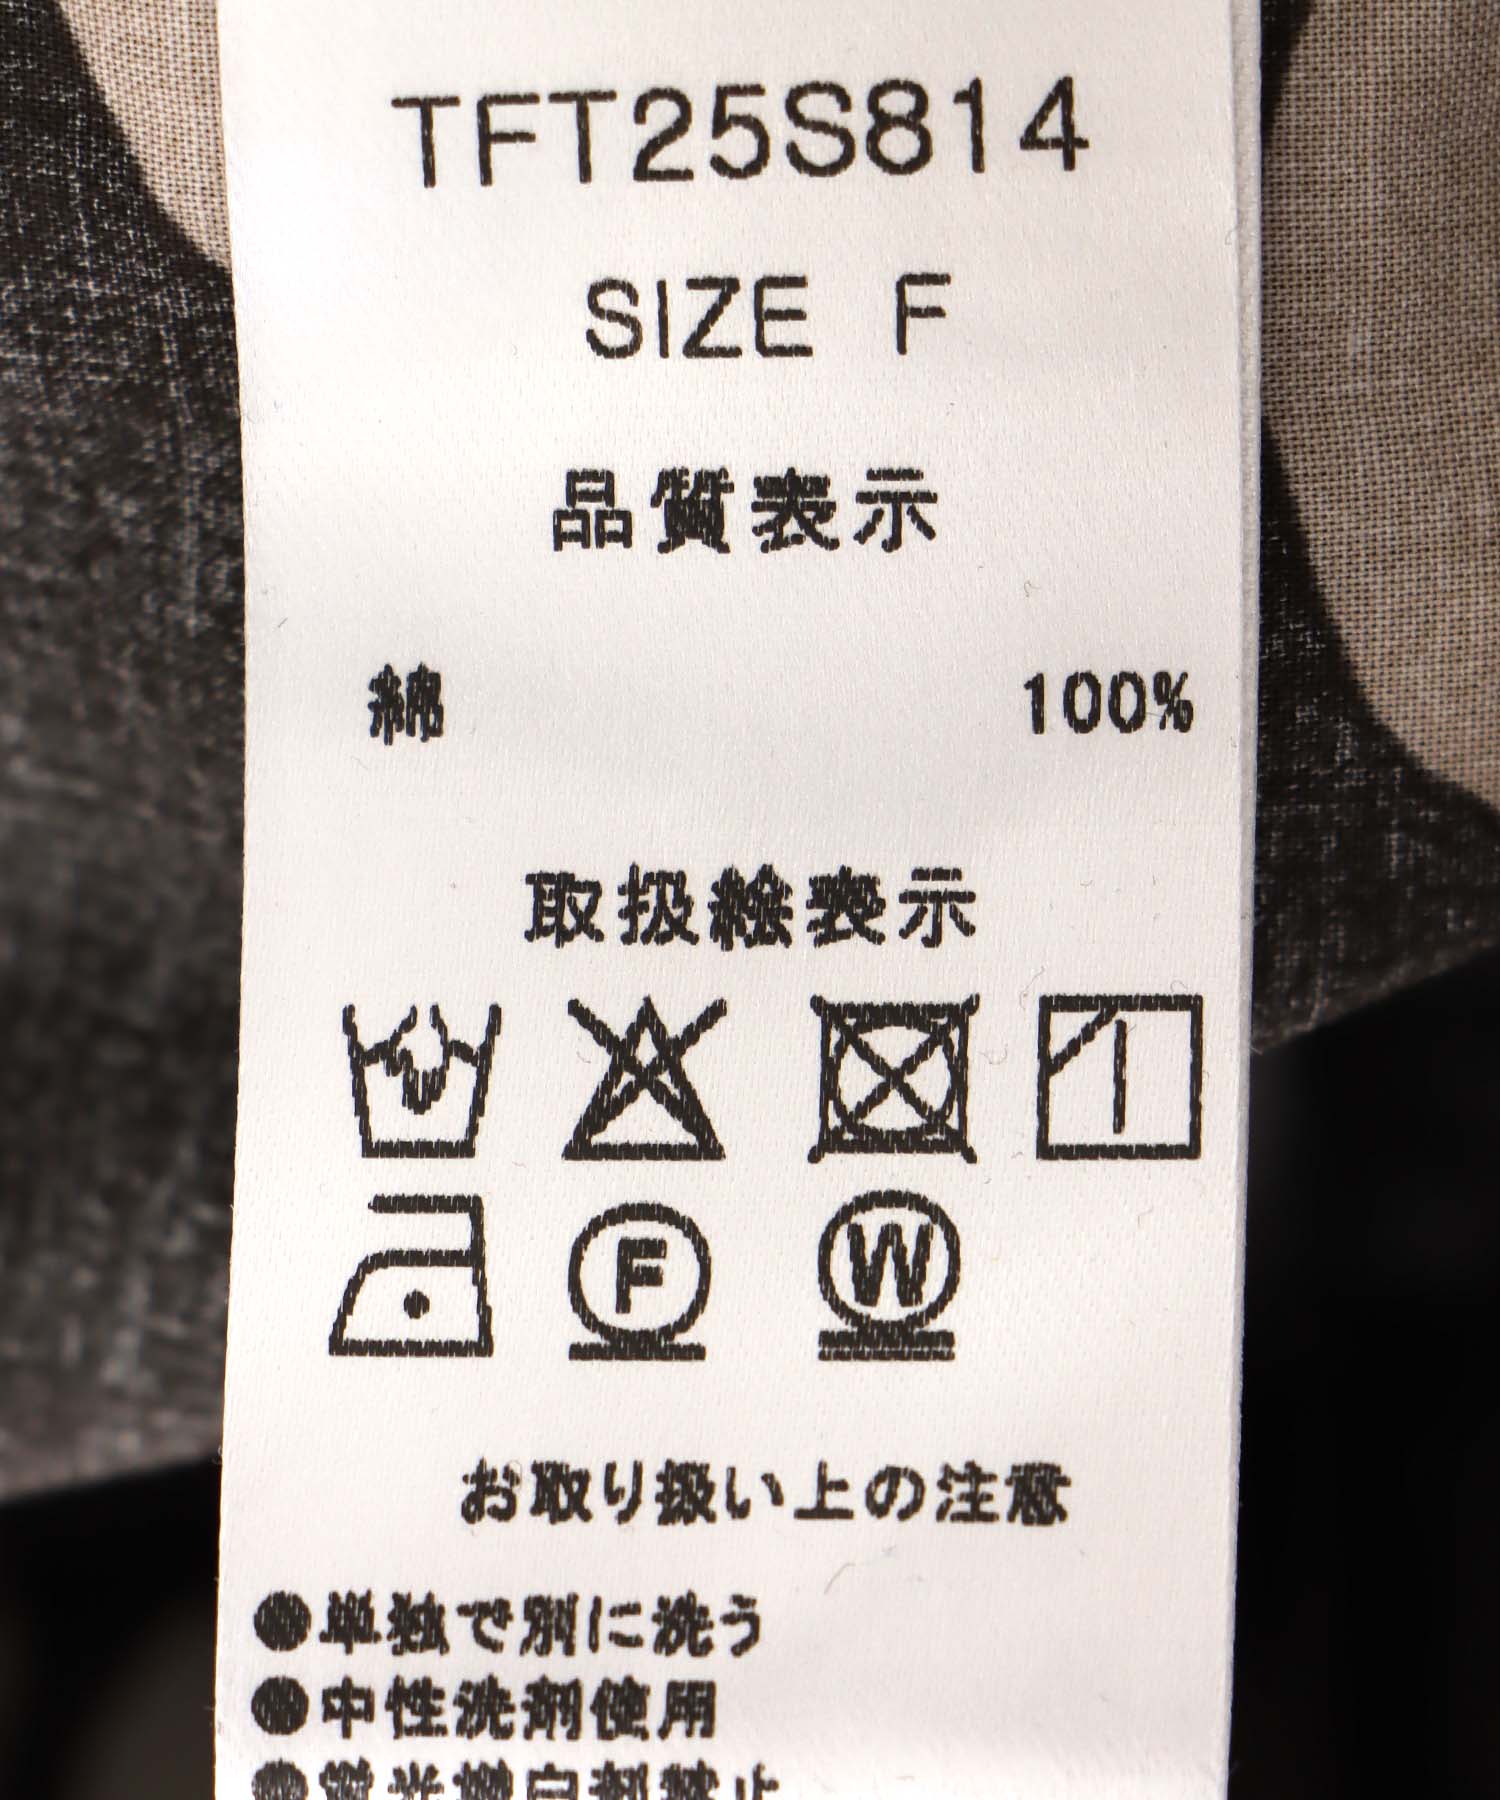 TFT25S814
SIZE F
品質表示
綿 100%
取扱絵表示
F W
お取り扱い上の注意
●単独で別に洗う
●中性洗剤使用